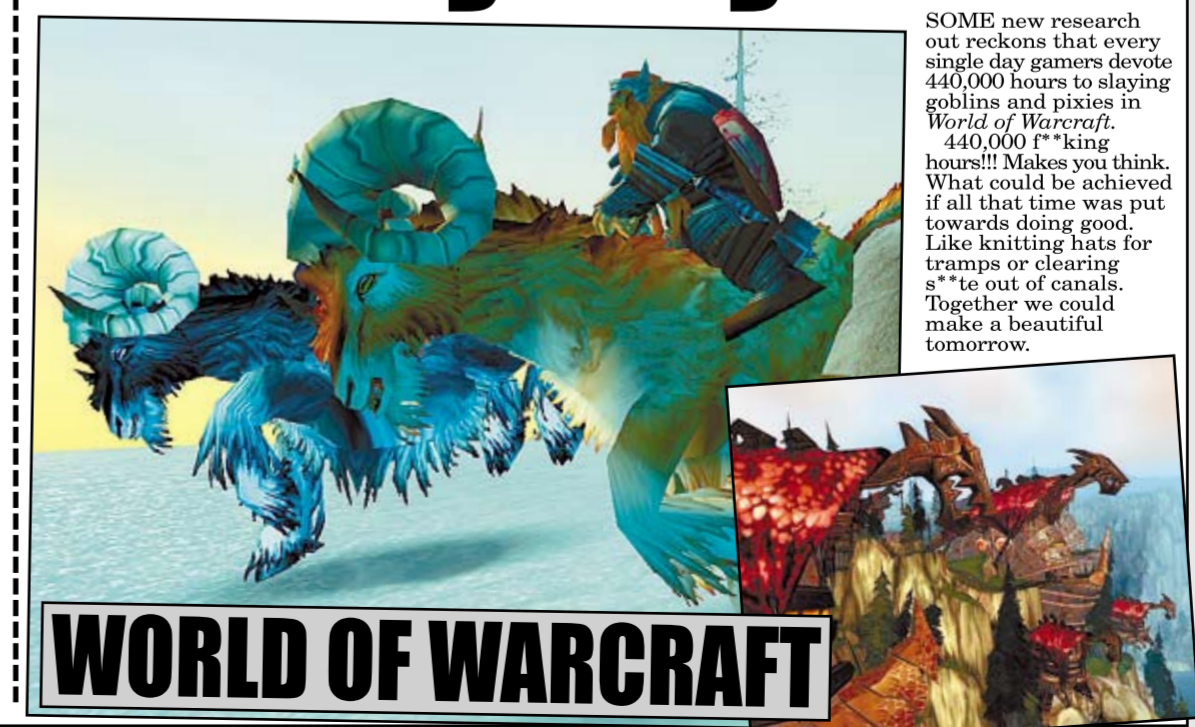 SOME new research
out reckons that every
single day gamers devote
440,000 hours to slaying
goblins and pixies in
World of Warcraft.
440,000 f**king
hours!!! Makes you think.
What could be achieved
if all that time was put
towards doing good.
Like knitting hats for
tramps or clearing
s**te out of canals.
Together we could
make a beautiful
tomorrow.
WORLD OF WARCRAFT